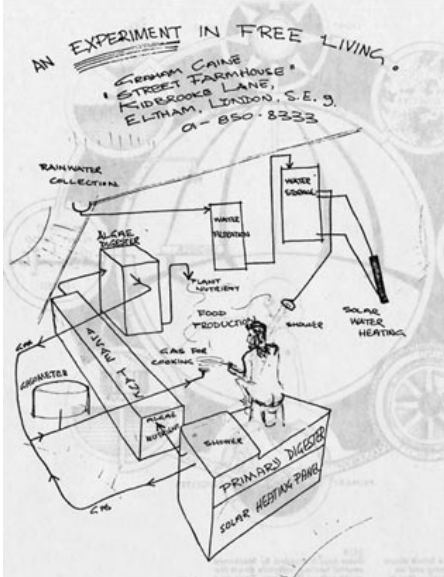 AN EXPERIMENT IN FREE LIVING.
GRAHAM CAINE
"STREET FARMHOUSE"
KIDBROOKE LANE,
ELTHAM, LONDON, S.E.9.
01-850-8333
RAINWATER
COLLECTION
WATER
FILTRATION
WATER
STORAGE
ALGAE
DIGESTER
PLANT
NUTRIENT
FOOD
PRODUCTION
SHOWER
SOLAR
WATER
HEATING
GAS
GAS FOR
COOKING
GASOMETER
ALGAE
NUTRIENT
SHOWER
PRIMARY DIGESTER
SOLAR HEATING PANEL
GAS